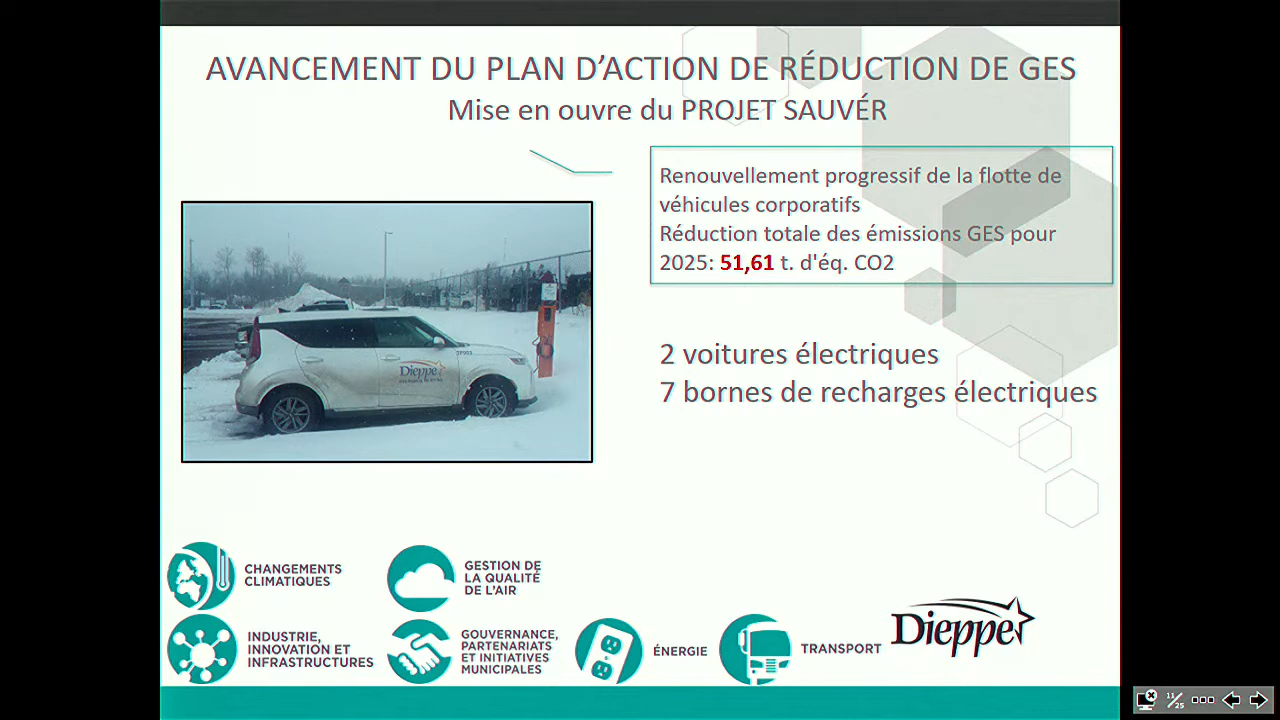 AVANCEMENT DU PLAN D'ACTION DE RÉDUCTION DE GES
Mise en ouvre du PROJET SAUVÉR
Renouvellement progressif de la flotte de
véhicules corporatifs
Réduction totale des émissions GES pour
2025: 51,61 t. d'éq. CO2
Dieppe
2 voitures électriques
7 bornes de recharges électriques
CHANGEMENTS
CLIMATIQUES
GESTION DE
LA QUALITÉ
DE L'AIR
INDUSTRIE,
INNOVATION ET
INFRASTRUCTURES
GOUVERNANCE,
PARTENARIATS
ET INITIATIVES
MUNICIPALES
ÉNERGIE
TRANSPORT
Dieppe
11/25